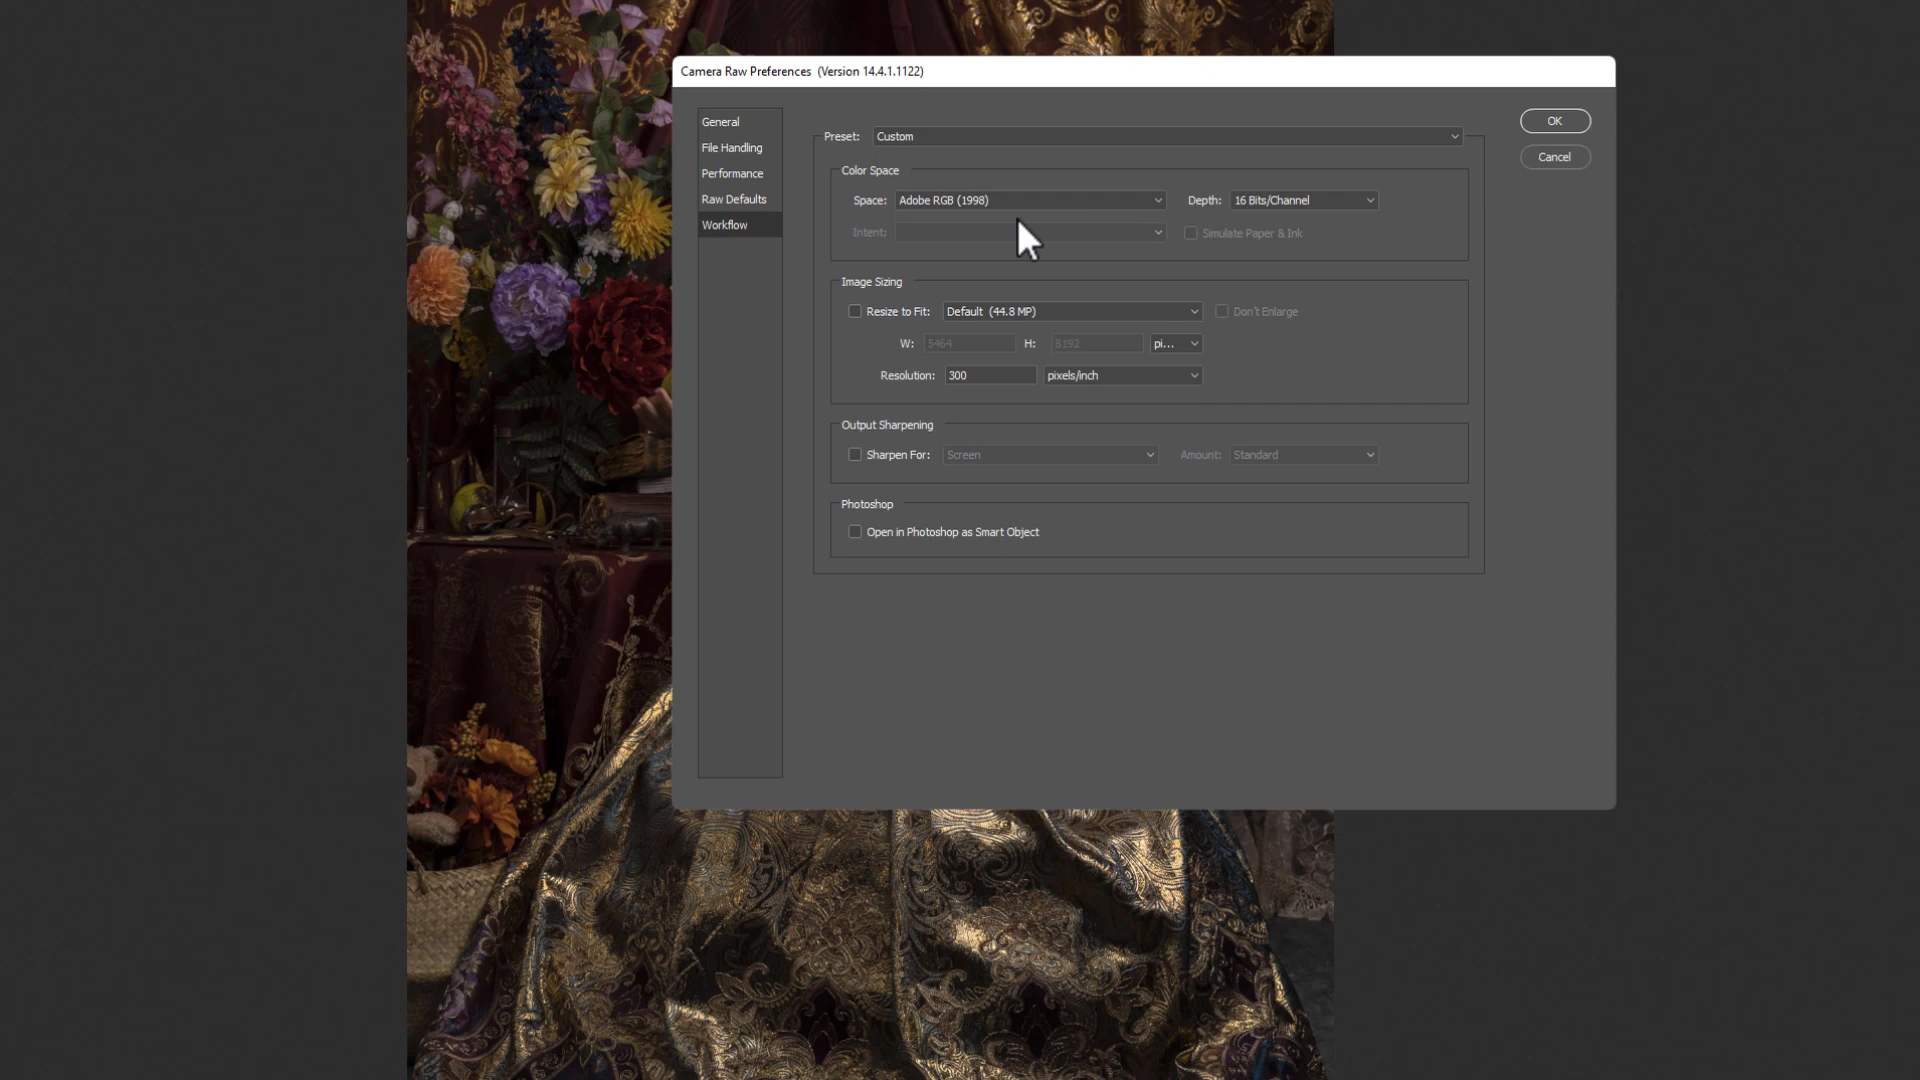 Camera Raw Preferences (Version 14.4.1.1122)
General
File Handling
Performance
Raw Defaults
Workflow
Preset: Custom
OK
Cancel
Color Space
Space: Adobe RGB (1998) Depth: 16 Bits/Channel
Intent: Simulate Paper & Ink
Image Sizing
Resize to Fit: Default (44.8 MP) Don't Enlarge
W: 5464 H: 8192 pi...
Resolution: 300 pixels/inch
Output Sharpening
Sharpen For: Screen Amount: Standard
Photoshop
Open in Photoshop as Smart Object